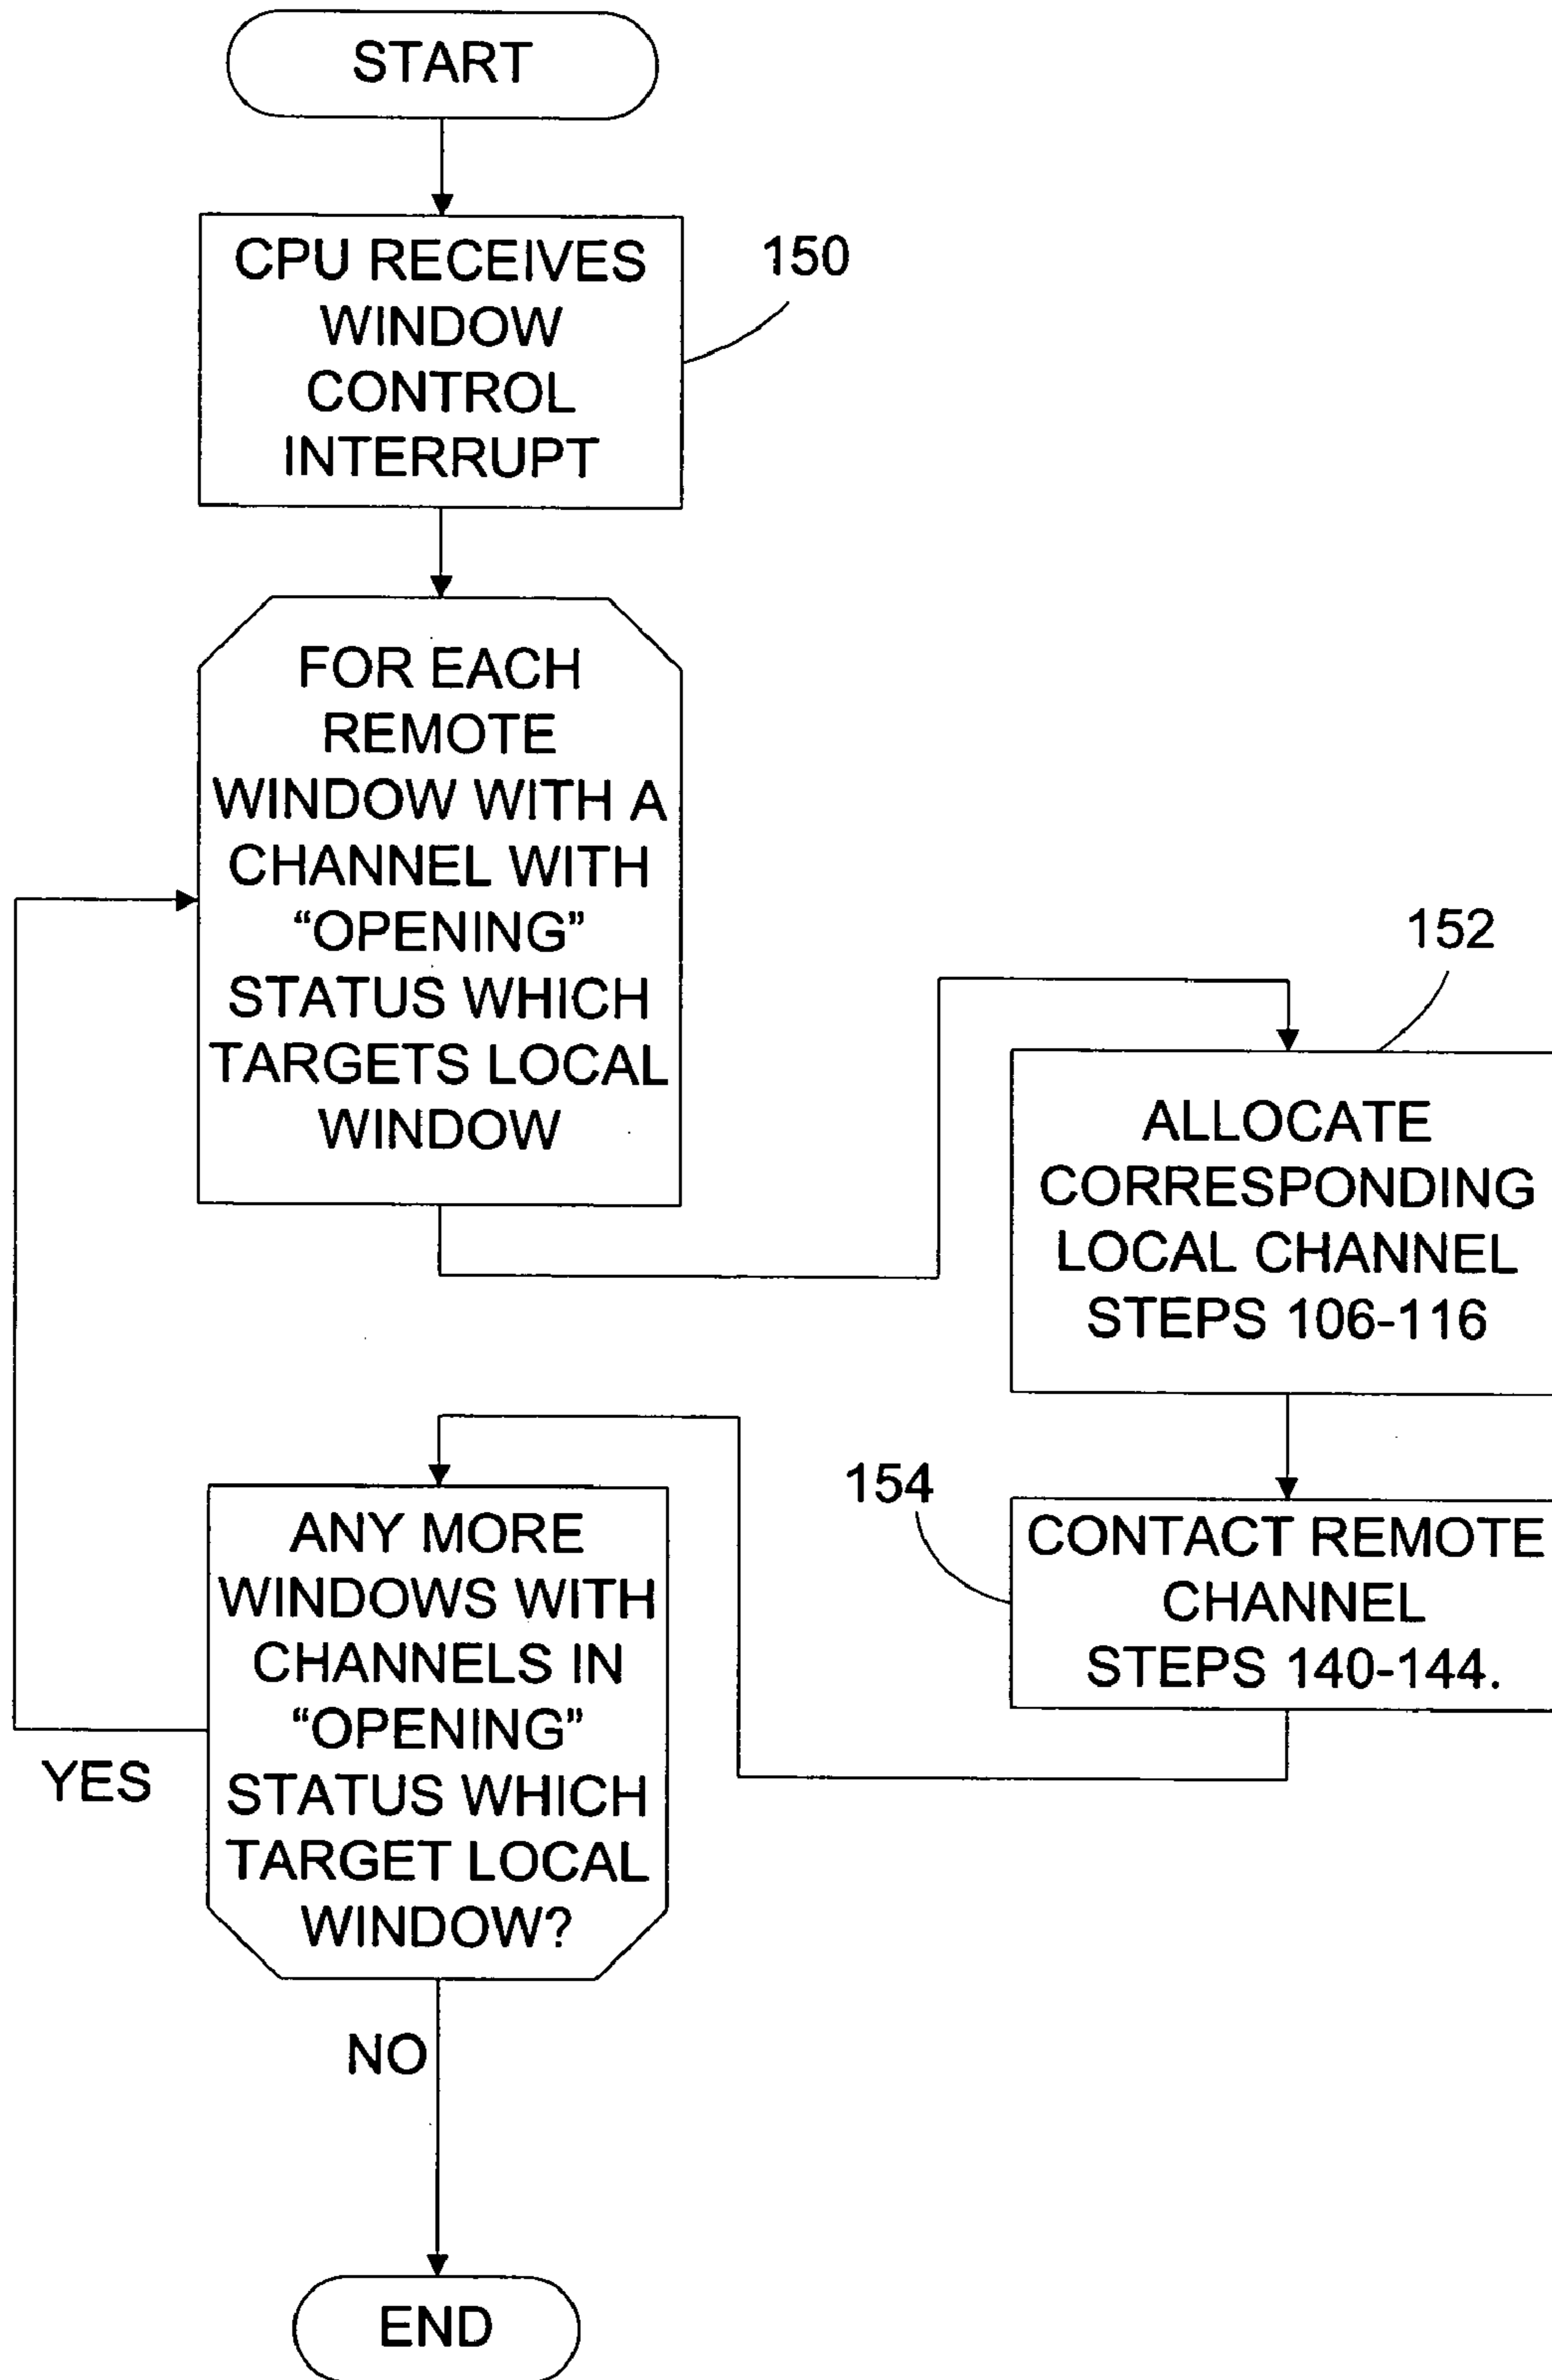 START
CPU RECEIVES
WINDOW
CONTROL
INTERRUPT
150
FOR EACH
REMOTE
WINDOW WITH A
CHANNEL WITH
“OPENING”
STATUS WHICH
TARGETS LOCAL
WINDOW
152
ALLOCATE
CORRESPONDING
LOCAL CHANNEL
STEPS 106-116
154
CONTACT REMOTE
CHANNEL
STEPS 140-144.
ANY MORE
WINDOWS WITH
CHANNELS IN
“OPENING”
STATUS WHICH
TARGET LOCAL
WINDOW?
YES
NO
END